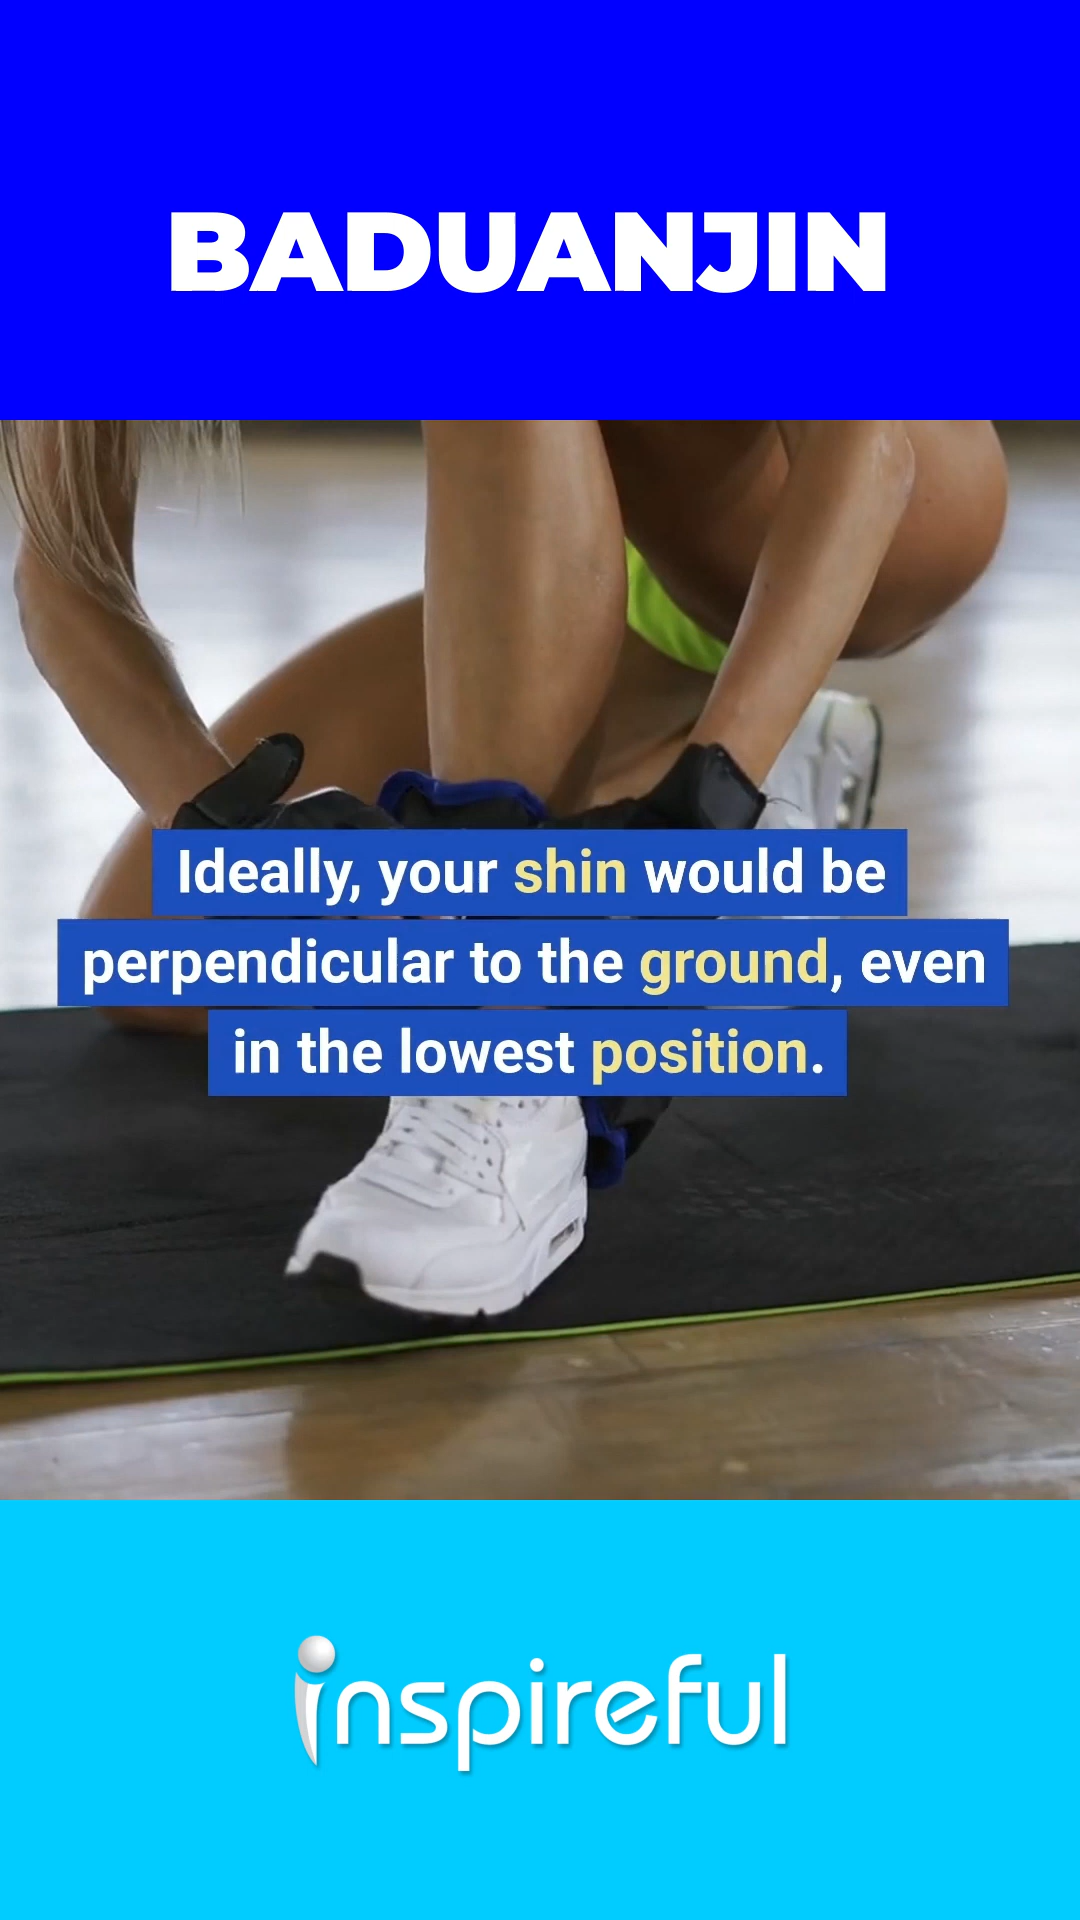 BADUANJIN
Ideally, your shin would be
perpendicular to the ground, even
in the lowest position.
inspireful